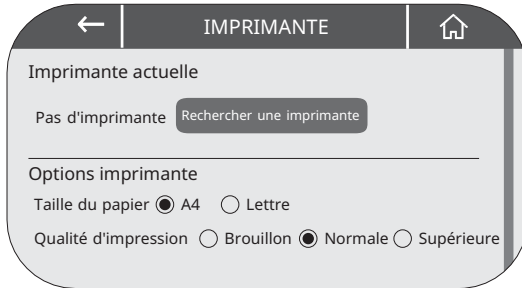 IMPRIMANTE
Imprimante actuelle
Pas d'imprimante Rechercher une imprimante
Options imprimante
Taille du papier A4 Lettre
Qualité d'impression Brouillon Normale Supérieure